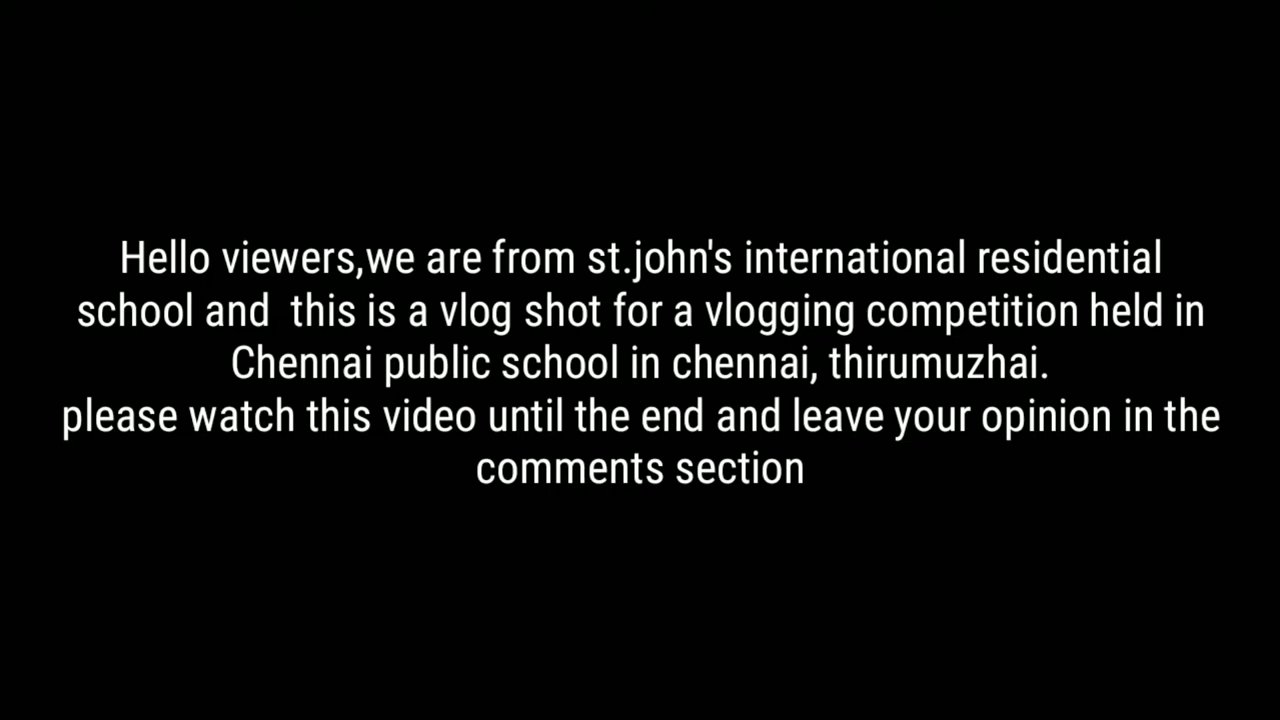 Hello viewers,we are from st.john's international residential
school and  this is a vlog shot for a vlogging competition held in
Chennai public school in chennai, thirumuzhai.
please watch this video until the end and leave your opinion in the
comments section